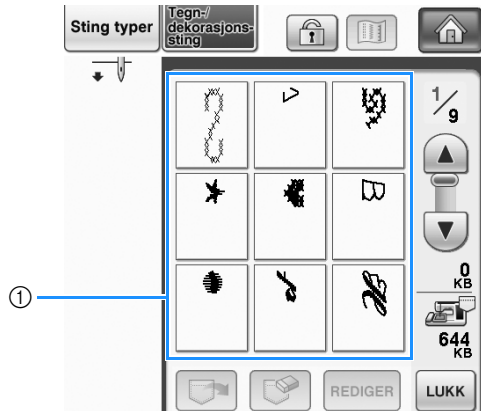 Sting typer
Tegn-/
dekorasjons-
sting
1/9
0
KB
①
644
KB
REDIGER
LUKK